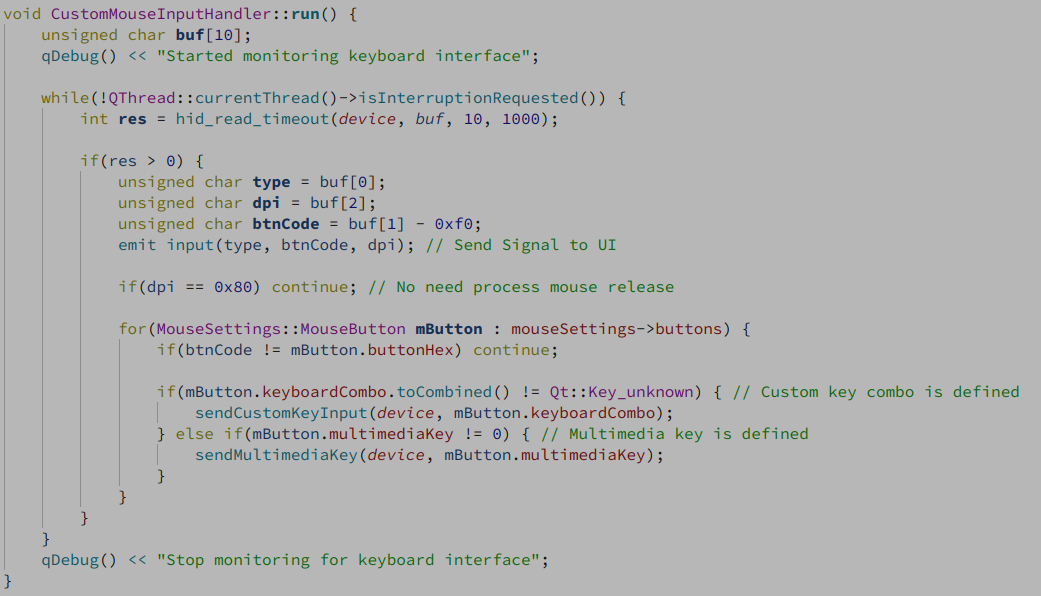 void CustomMouseInputHandler::run() {
    unsigned char buf[10];
    qDebug() << "Started monitoring keyboard interface";

    while(!QThread::currentThread()->isInterruptionRequested()) {
        int res = hid_read_timeout(device, buf, 10, 1000);

        if(res > 0) {
            unsigned char type = buf[0];
            unsigned char dpi = buf[2];
            unsigned char btnCode = buf[1] - 0xf0;
            emit input(type, btnCode, dpi); // Send Signal to UI

            if(dpi == 0x80) continue; // No need process mouse release

            for(MouseSettings::MouseButton mButton : mouseSettings->buttons) {
                if(btnCode != mButton.buttonHex) continue;

                if(mButton.keyboardCombo.toCombined() != Qt::Key_unknown) { // Custom key combo is defined
                    sendCustomKeyInput(device, mButton.keyboardCombo);
                } else if(mButton.multimediaKey != 0) { // Multimedia key is defined
                    sendMultimediaKey(device, mButton.multimediaKey);
                }
            }
        }
    }
    qDebug() << "Stop monitoring for keyboard interface";
}